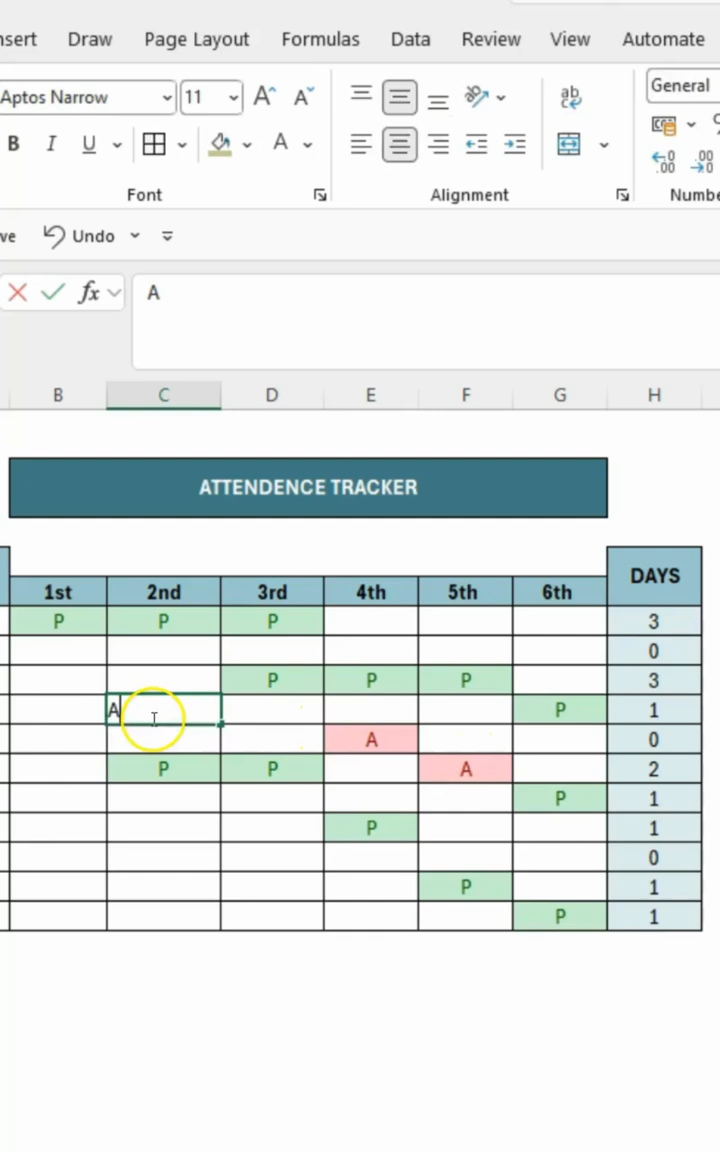 nsert Draw Page Layout Formulas Data Review View Automate
Aptos Narrow 11 A A ab General
B I U A
Font Alignment Numbe
ve Undo
fx A
B C D E F G H
ATTENDENCE TRACKER
DAYS
1st 2nd 3rd 4th 5th 6th
P P P 3
0
P P P 3
A P 1
A 0
P P A 2
P 1
P 1
0
P 1
P 1